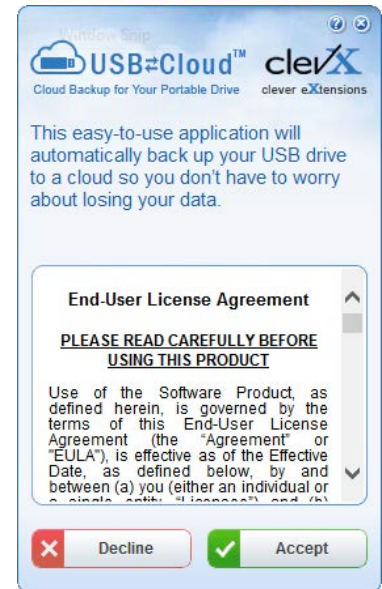 Window Snip
USB⇄Cloud™ clevX
Cloud Backup for Your Portable Drive clever eXtensions
This easy-to-use application will
automatically back up your USB drive
to a cloud so you don't have to worry
about losing your data.
End-User License Agreement
PLEASE READ CAREFULLY BEFORE
USING THIS PRODUCT
Use of the Software Product, as
defined herein, is governed by the
terms of this End-User License
Agreement (the "Agreement" or
"EULA"), is effective as of the Effective
Date, as defined below, by and
between (a) you (either an individual or
a single entity "Licensee") and (b)
Decline Accept